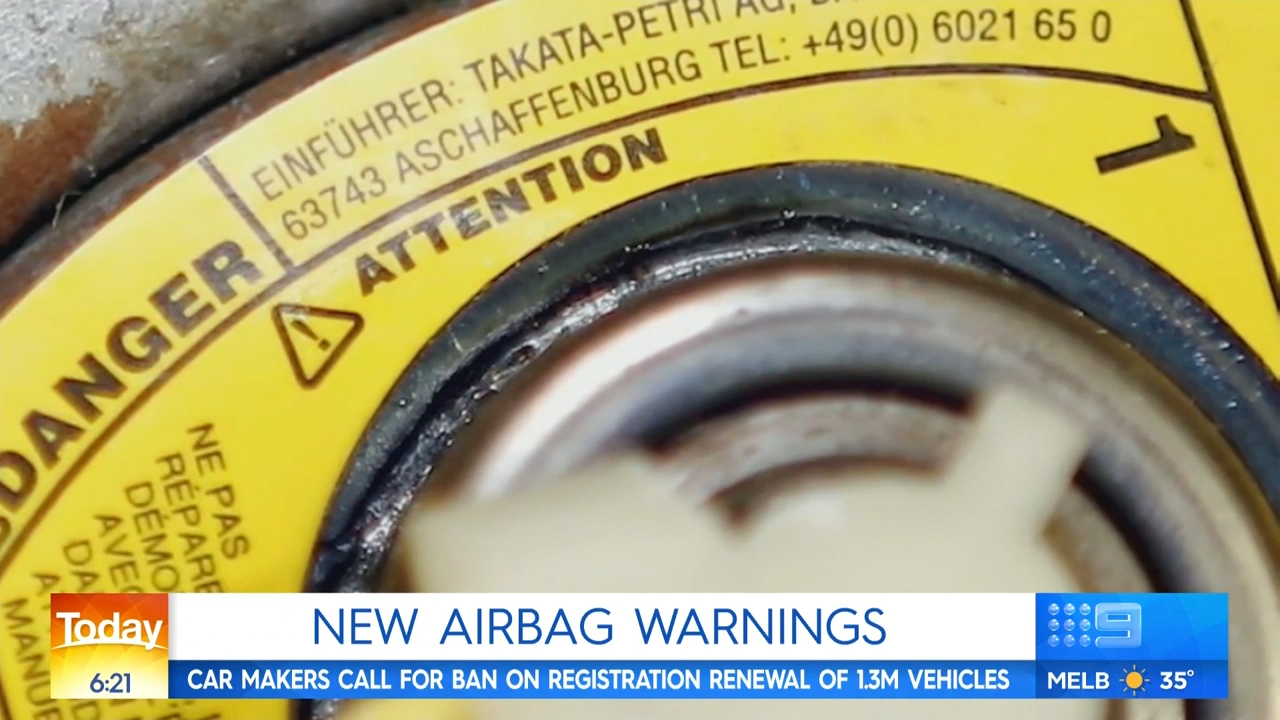 EINFÜHRER: TAKATA-PETRI AG,
63743 ASCHAFFENBURG TEL: +49(0) 6021 65 0
DANGER
ATTENTION
1
NE PAS
RÉPARE
DÉMO
AVEC
DA
A
MANU
Today
6:21
NEW AIRBAG WARNINGS
9
CAR MAKERS CALL FOR BAN ON REGISTRATION RENEWAL OF 1.3M VEHICLES
MELB 35°